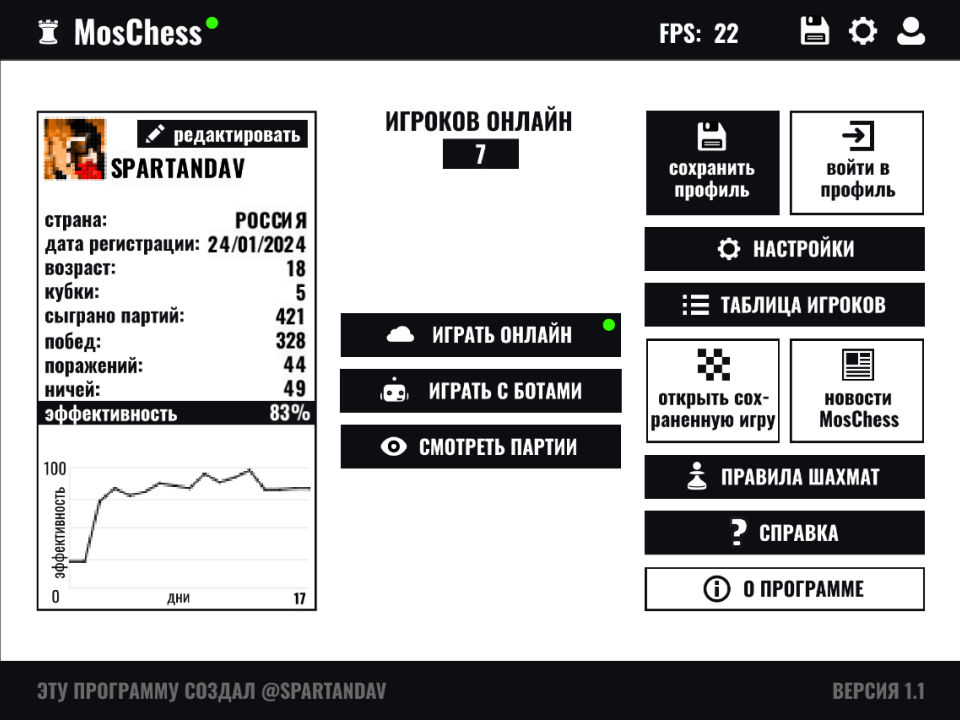 MosChess
FPS: 22
редактировать
SPARTANDAV
страна: РОССИЯ
дата регистрации: 24/01/2024
возраст: 18
кубки: 5
сыграно партий: 421
побед: 328
поражений: 44
ничей: 49
эффективность 83%
100
эффективность
0 дни 17
ИГРОКОВ ОНЛАЙН
7
ИГРАТЬ ОНЛАЙН
ИГРАТЬ С БОТАМИ
СМОТРЕТЬ ПАРТИИ
сохранить
профиль
войти в
профиль
НАСТРОЙКИ
ТАБЛИЦА ИГРОКОВ
открыть сох-
раненную игру
новости
MosChess
ПРАВИЛА ШАХМАТ
СПРАВКА
О ПРОГРАММЕ
ЭТУ ПРОГРАММУ СОЗДАЛ @SPARTANDAV
ВЕРСИЯ 1.1